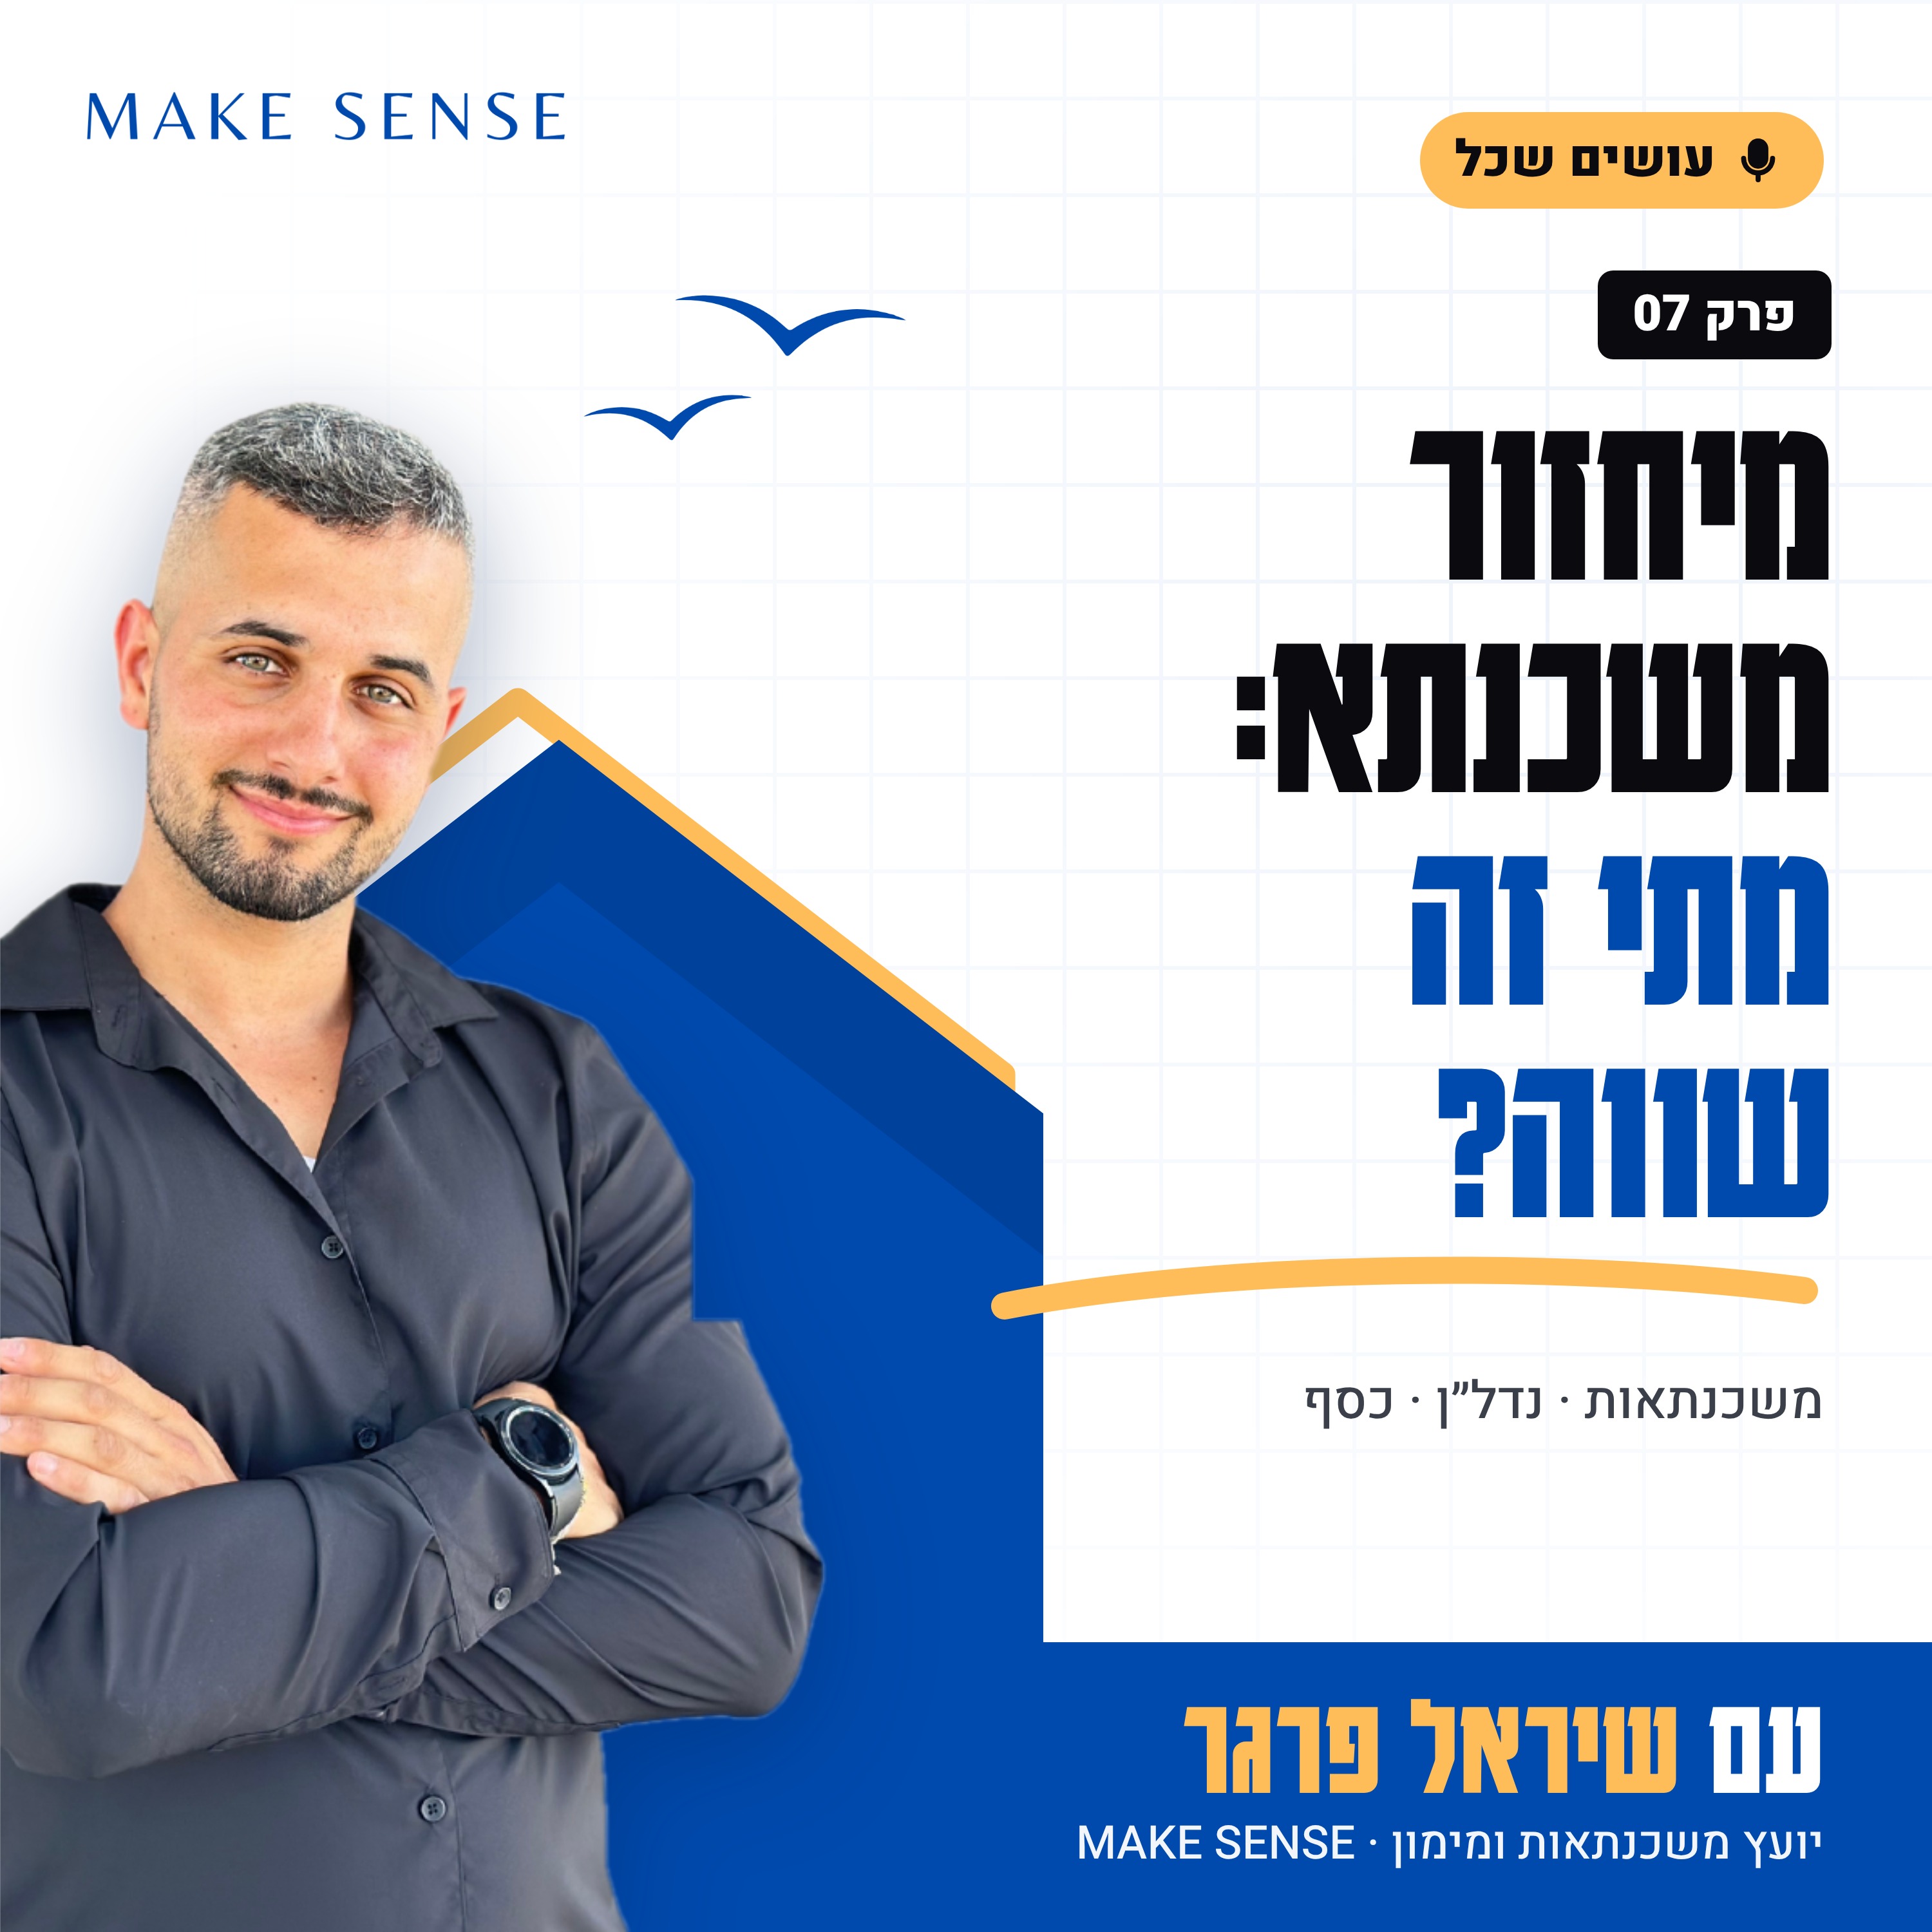 MAKE SENSE
עושים שכל
פרק 07
מיחזור
משכנתא:
מתי זה
שווה?
משכנתאות · נדל״ן · כסף
עם שיראל פרגר
יועץ משכנתאות ומימון · MAKE SENSE